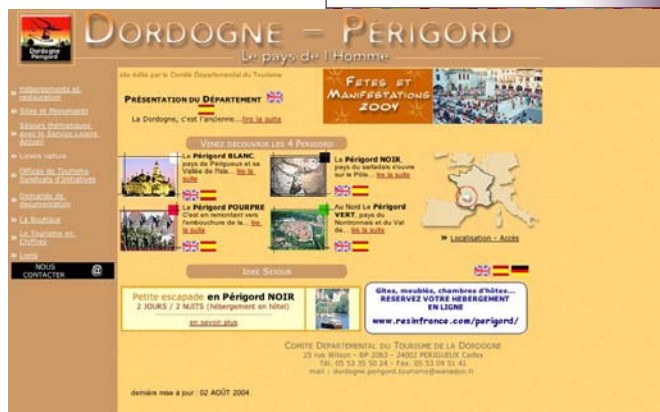 Dordogne
Périgord
DORDOGNE - PÉRIGORD
Le pays de l'Homme
Hébergements et
restauration
Sites et Monuments
Séjours thématiques
avec le Service Loisirs
Accueil
Loisirs nature
Offices de Tourisme
Syndicats d'Initiatives
Demande de
documentation
La Boutique
Le Tourisme en
Chiffres
Liens
NOUS
CONTACTER @
site édité par le Comité Départemental du Tourisme
PRÉSENTATION DU DÉPARTEMENT
La Dordogne, c'est l'ancienne...lire la suite
FETES ET
MANIFESTATIONS
2004
VENEZ DECOUVRIR LES 4 PERIGORD
Le Périgord BLANC,
pays de Périgueux et sa
Vallée de l'Isle... lire la
suite
Le Périgord NOIR,
pays du sarladais s'ouvre
sur le Pôle... lire la
suite
Le Périgord POURPRE
C'est en remontant vers
l'embouchure de la... lire
la suite
Au Nord Le Périgord
VERT, pays du
Nontronnais et du Val
de... lire la suite
» Localisation - Accès
IDEE SEJOUR
Petite escapade en Périgord NOIR
2 JOURS / 2 NUITS (hébergement en hôtel)
en savoir plus
Gîtes, meublés, chambres d'hôtes...
RESERVEZ VOTRE HEBERGEMENT
EN LIGNE
www.resinfrance.com/perigord/
COMITE DEPARTEMENTAL DU TOURISME DE LA DORDOGNE
25 rue Wilson - BP 2063 - 24002 PERIGUEUX Cedex
Tél. 05 53 35 50 24 - Fax. 05 53 09 51 41
mail : dordogne.perigord.tourisme@wanadoo.fr
dernière mise à jour : 02 AOÛT 2004